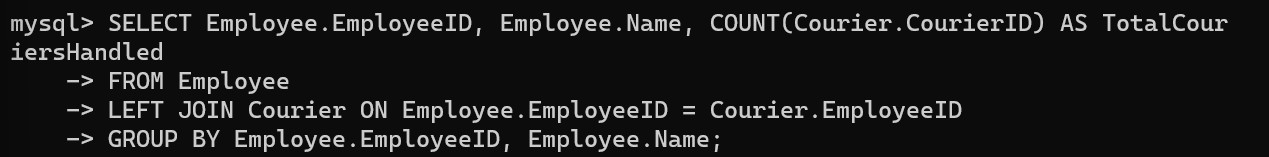 mysql> SELECT Employee.EmployeeID, Employee.Name, COUNT(Courier.CourierID) AS TotalCour
iersHandled
    -> FROM Employee
    -> LEFT JOIN Courier ON Employee.EmployeeID = Courier.EmployeeID
    -> GROUP BY Employee.EmployeeID, Employee.Name;